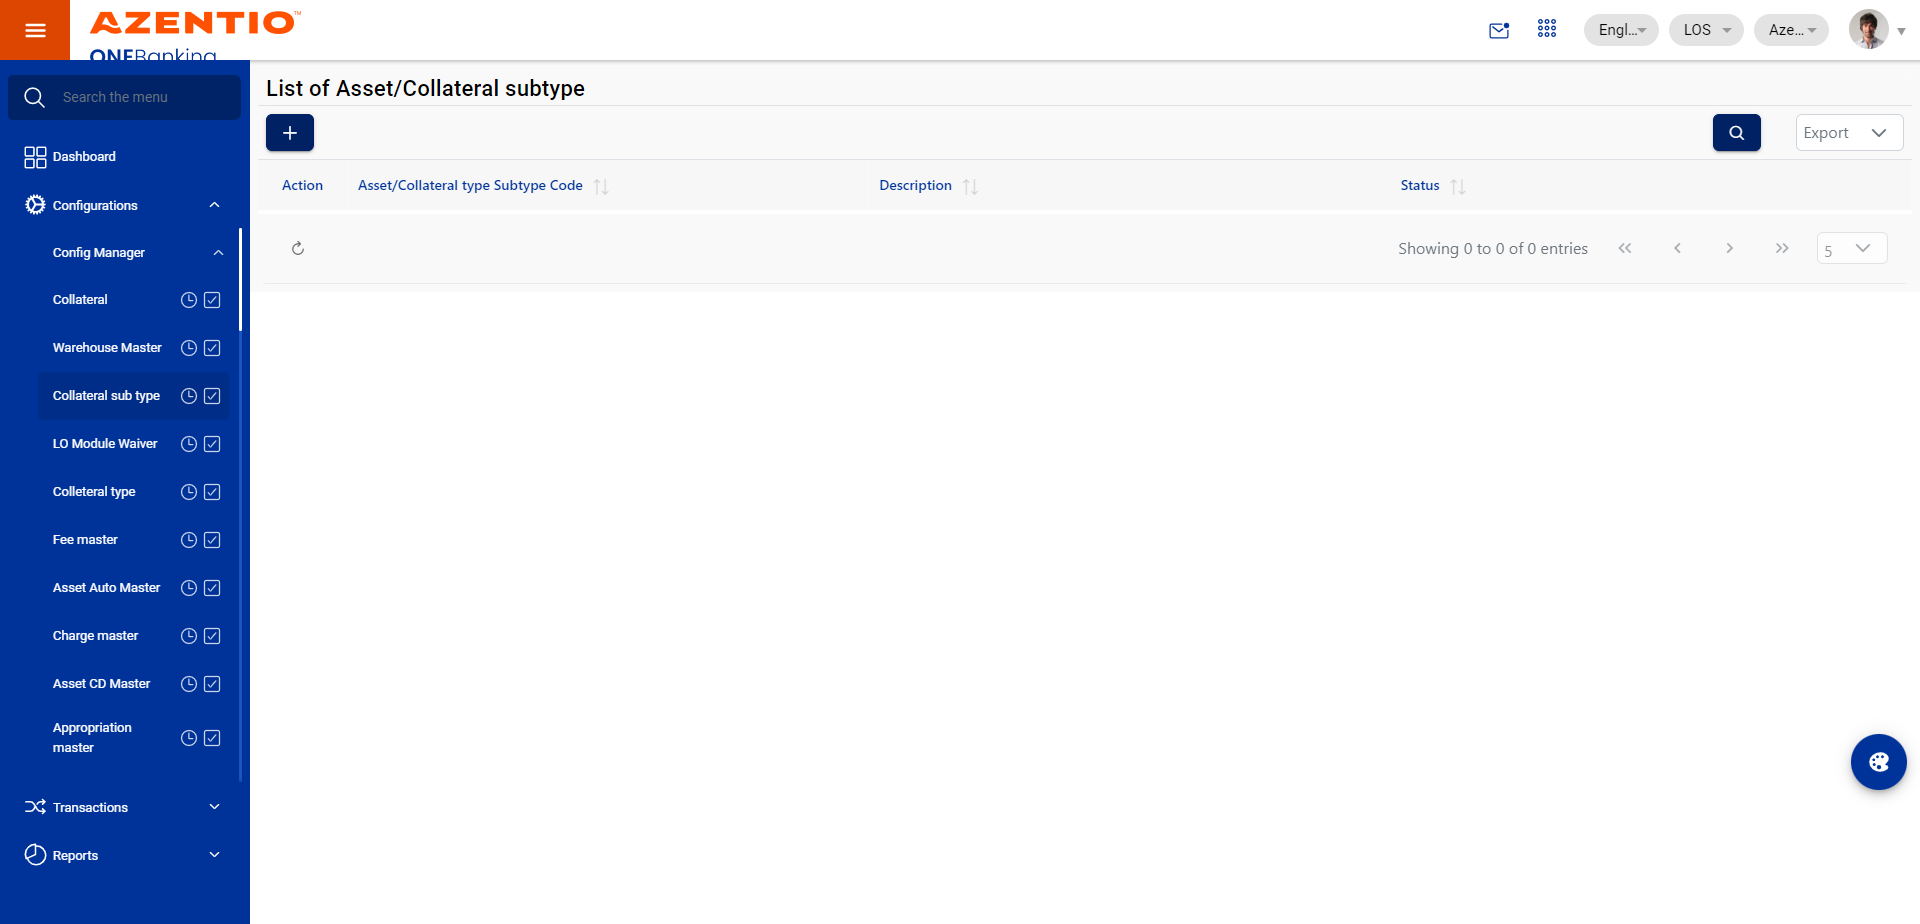 AZENTIO™
ONEBanking
Engl...
LOS
Aze...
Search the menu
Dashboard
Configurations
Config Manager
Collateral
Warehouse Master
Collateral sub type
LO Module Waiver
Colleteral type
Fee master
Asset Auto Master
Charge master
Asset CD Master
Appropriation
master
Transactions
Reports
List of Asset/Collateral subtype
Export
Action
Asset/Collateral type Subtype Code
Description
Status
Showing 0 to 0 of 0 entries
5